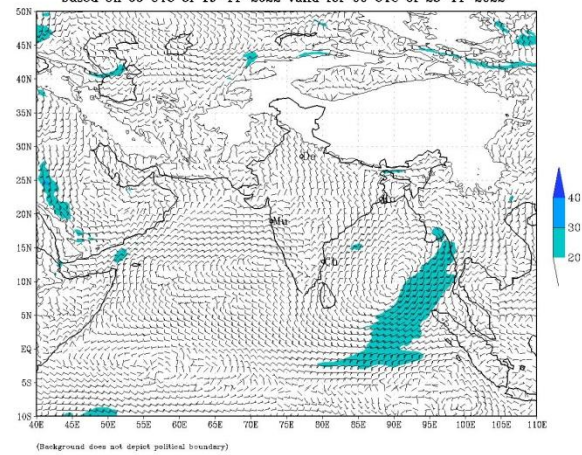 50N
45N
40N
35N
30N
25N
20N
15N
10N
5N
EQ
5S
10S
40E 45E 50E 55E 60E 65E 70E 75E 80E 85E 90E 95E 100E 105E 110E
Mu
Ch
40
30
20
(Background does not depict political boundary)